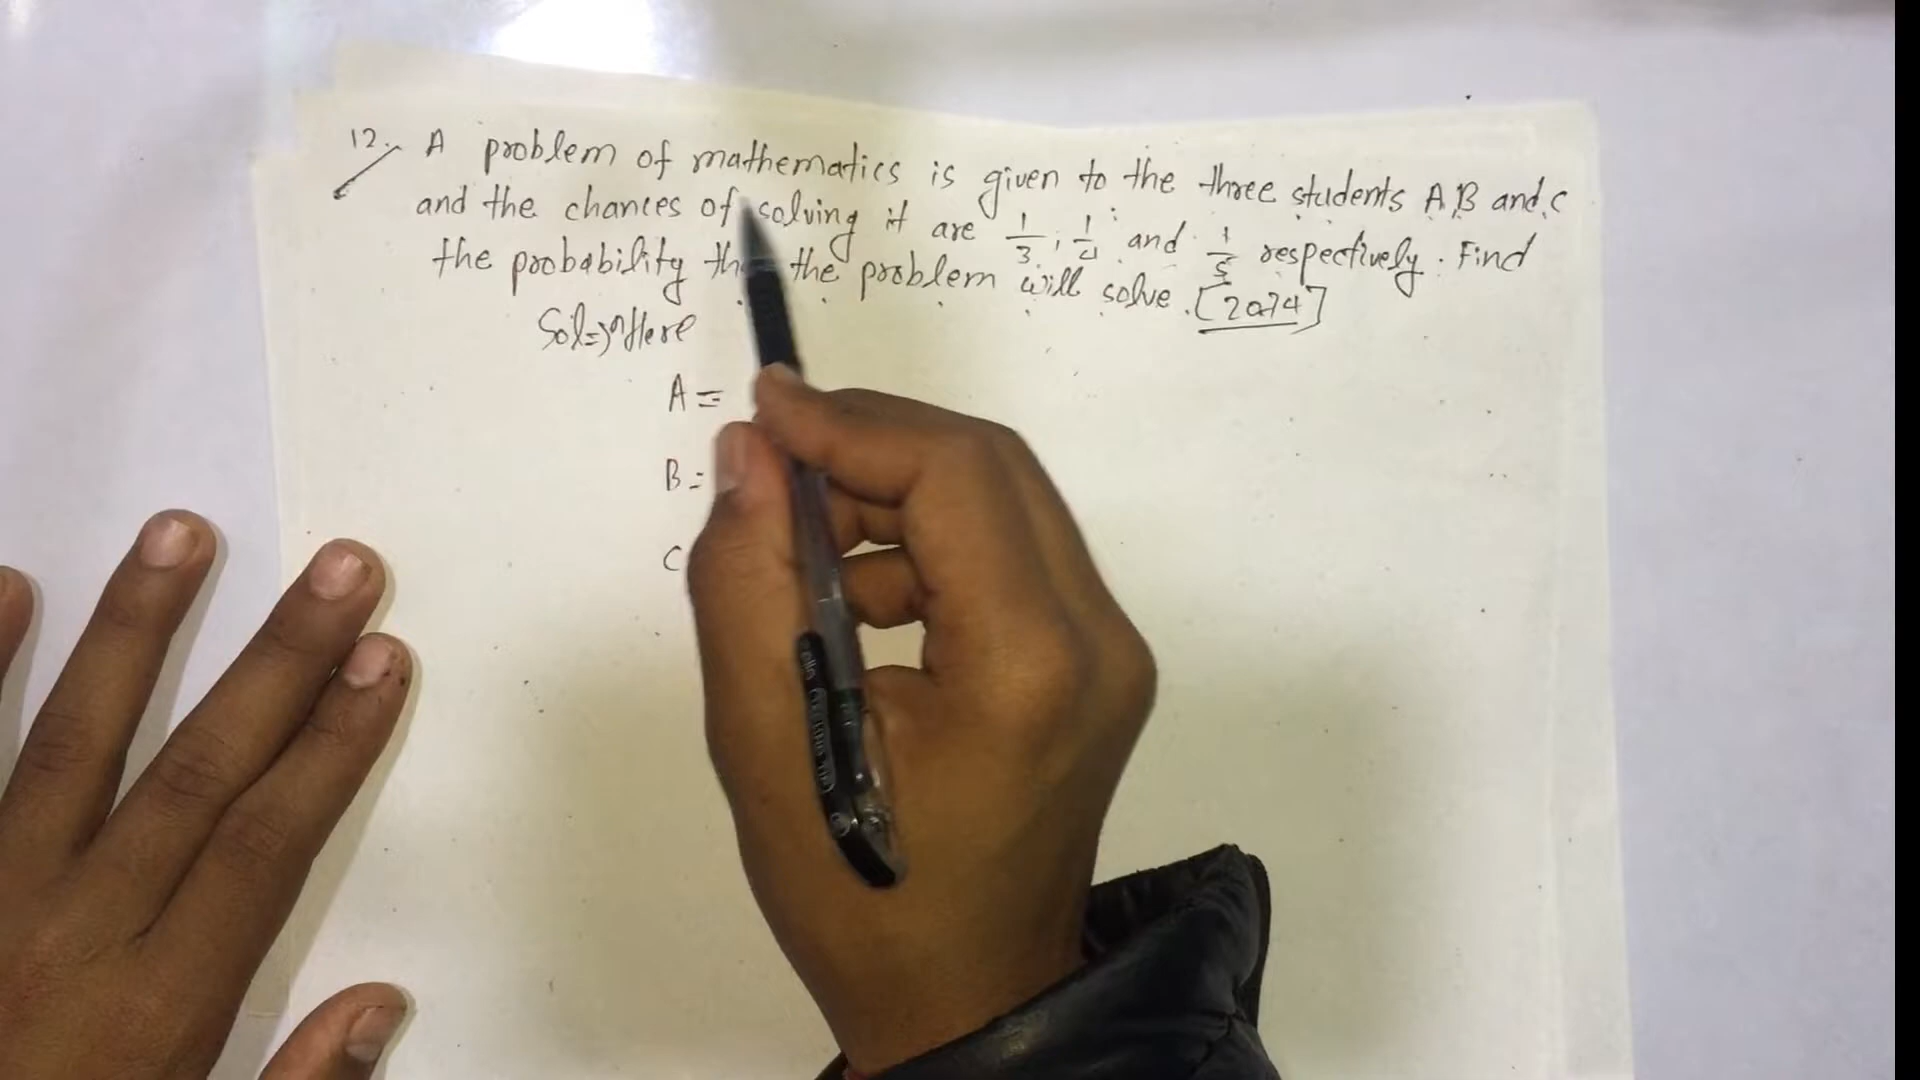 12. A problem of mathematics is given to the three students A, B and C
and the chances of solving it are 1/3, 1/4 and 1/5 respectively. Find
the probability the problem will solve. [2074]
Sol=>n Here
A =
B =
C
cello